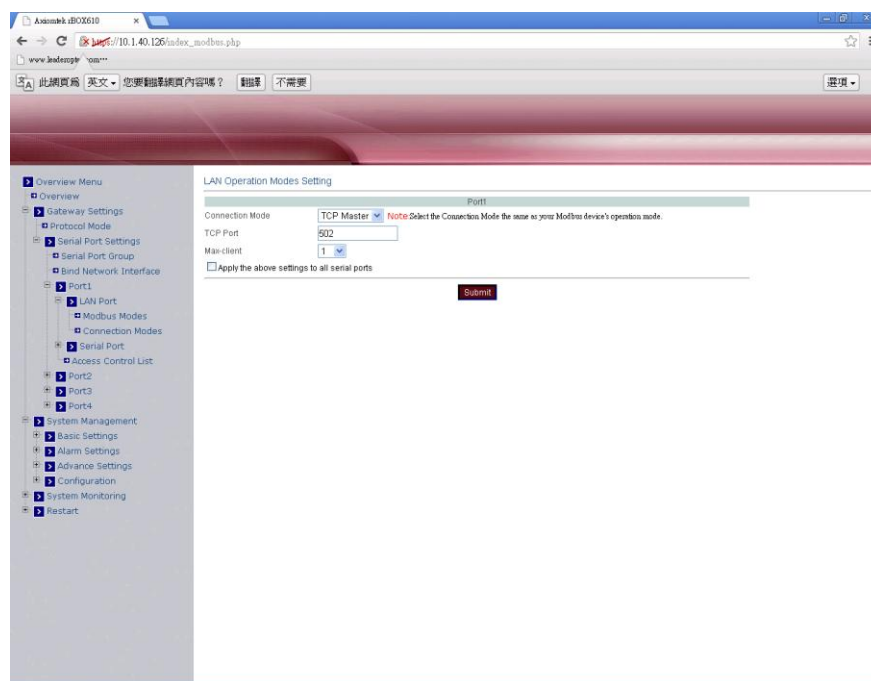 Axiomtek rBOX610
https://10.1.40.126/index_modbus.php
此網頁為 英文 您要翻譯網頁內容嗎？ 翻譯 不需要 選項
Overview Menu
Overview
Gateway Settings
Protocol Mode
Serial Port Settings
Serial Port Group
Bind Network Interface
Port1
LAN Port
Modbus Modes
Connection Modes
Serial Port
Access Control List
Port2
Port3
Port4
System Management
Basic Settings
Alarm Settings
Advance Settings
Configuration
System Monitoring
Restart
LAN Operation Modes Setting
Port1
Connection Mode TCP Master Note:Select the Connection Mode the same as your Modbus device's operation mode.
TCP Port 502
Max-client 1
Apply the above settings to all serial ports
Submit